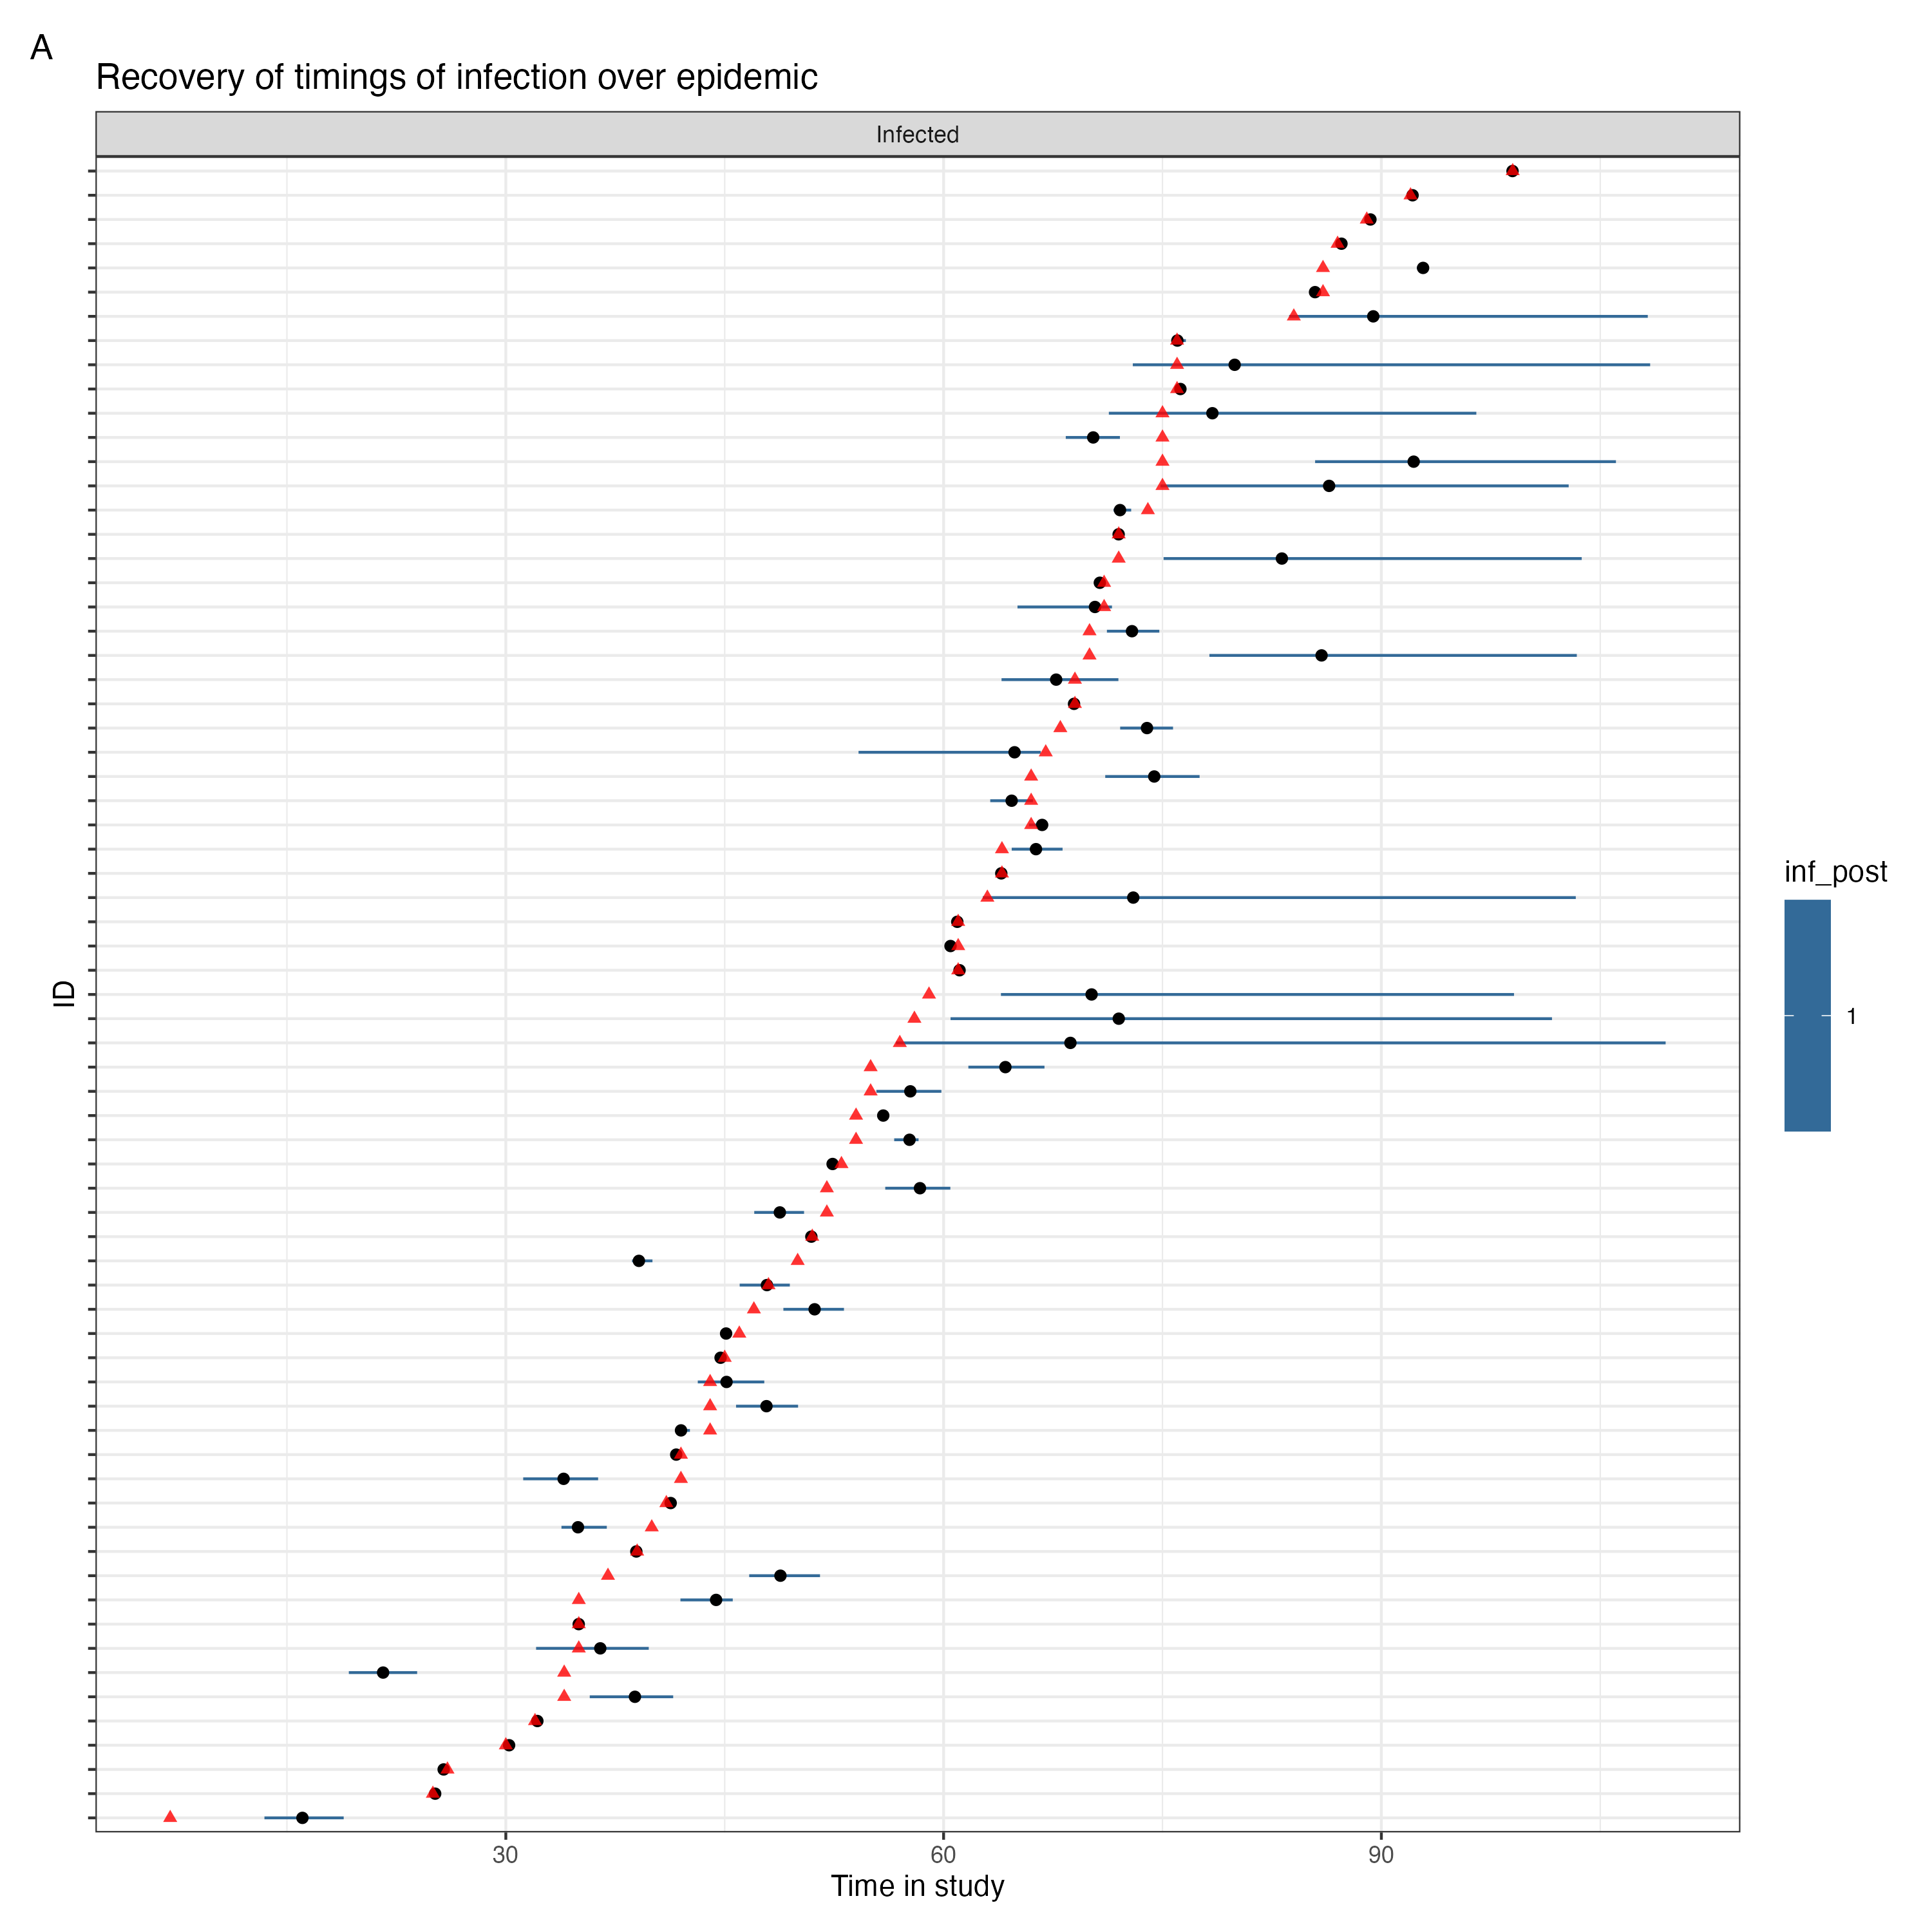 A
Recovery of timings of infection over epidemic
Infected
ID
inf_post
1
30 60 90
Time in study